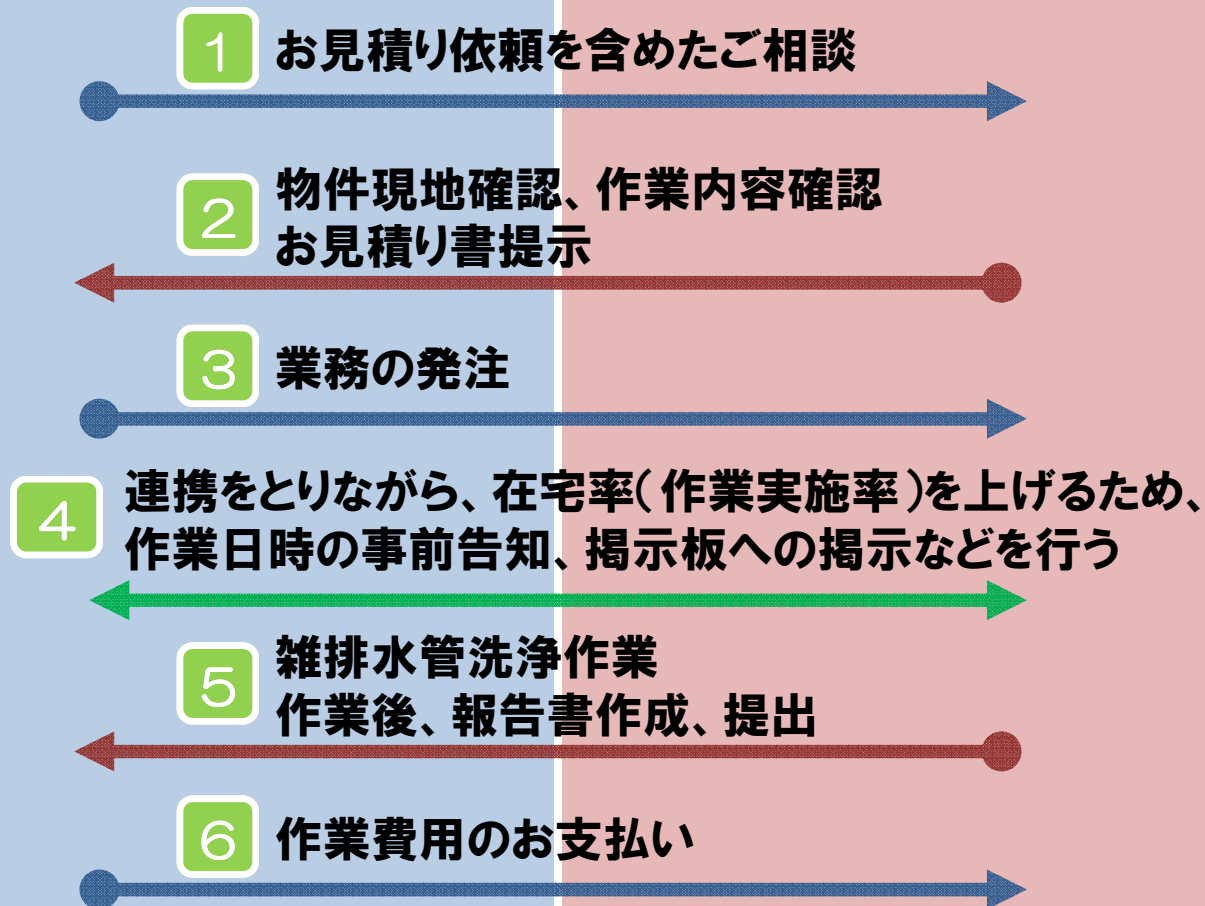 1 お見積り依頼を含めたご相談
2 物件現地確認、作業内容確認
お見積り書提示
3 業務の発注
4 連携をとりながら、在宅率(作業実施率)を上げるため、
作業日時の事前告知、掲示板への掲示などを行う
5 雑排水管洗浄作業
作業後、報告書作成、提出
6 作業費用のお支払い